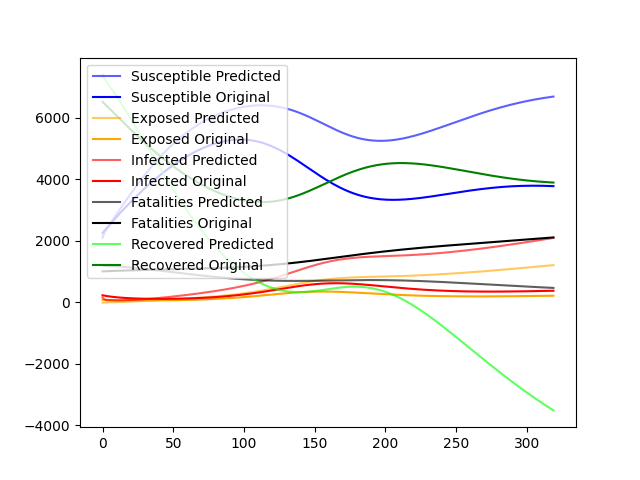 Susceptible Predicted
Susceptible Original
Exposed Predicted
Exposed Original
Infected Predicted
Infected Original
Fatalities Predicted
Fatalities Original
Recovered Predicted
Recovered Original
6000
4000
2000
0
−2000
−4000
0 50 100 150 200 250 300